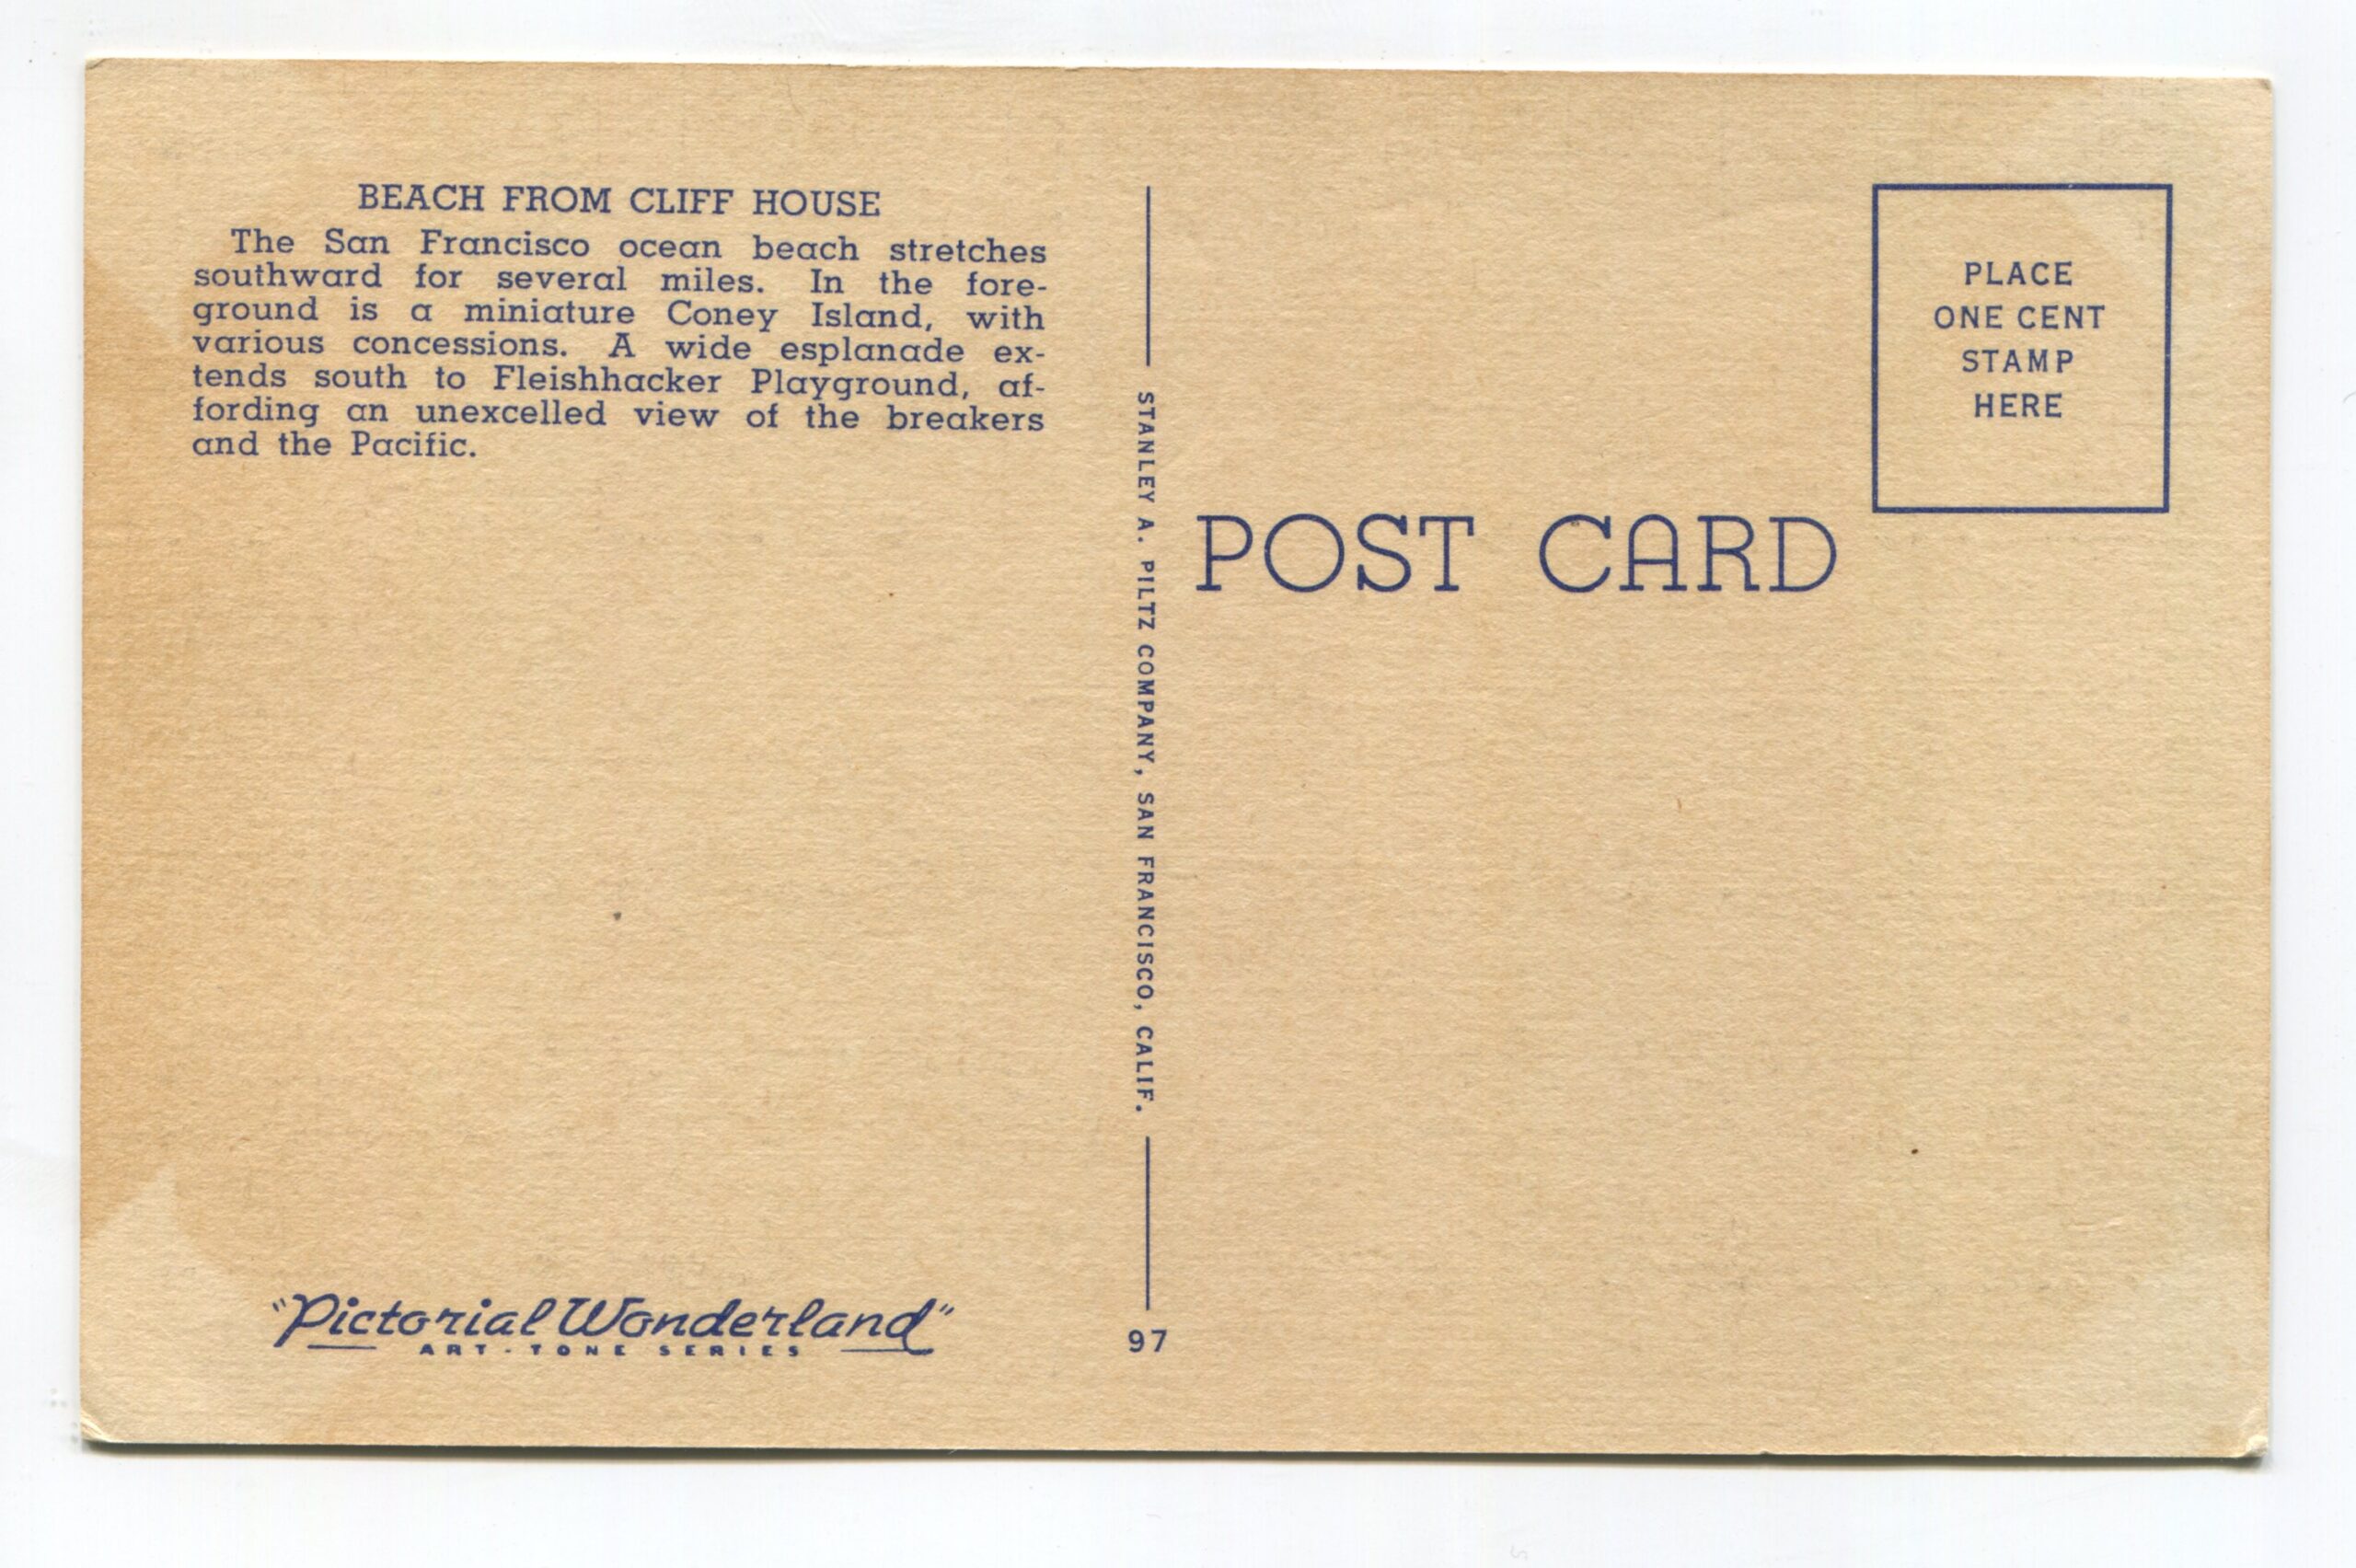 BEACH FROM CLIFF HOUSE
The San Francisco ocean beach stretches
southward for several miles. In the fore-
ground is a miniature Coney Island, with
various concessions. A wide esplanade ex-
tends south to Fleishhacker Playground, af-
fording an unexcelled view of the breakers
and the Pacific.
"Pictorial Wonderland"
ART-TONE SERIES
STANLEY A. PILTZ COMPANY, SAN FRANCISCO, CALIF.
97
PLACE
ONE CENT
STAMP
HERE
POST CARD